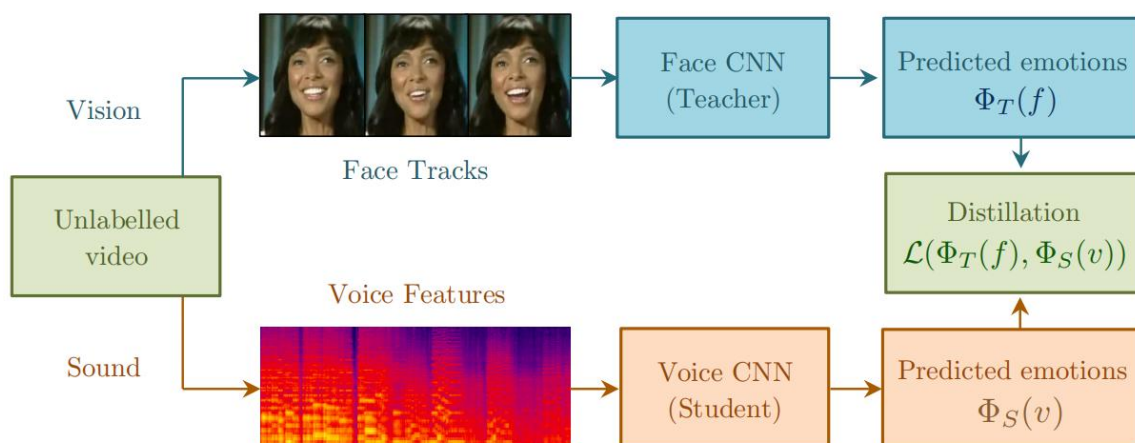 Vision
Face Tracks
Face CNN
(Teacher)
Predicted emotions
Φ_T(f)
Unlabelled
video
Distillation
ℒ(Φ_T(f), Φ_S(v))
Voice Features
Sound
Voice CNN
(Student)
Predicted emotions
Φ_S(v)